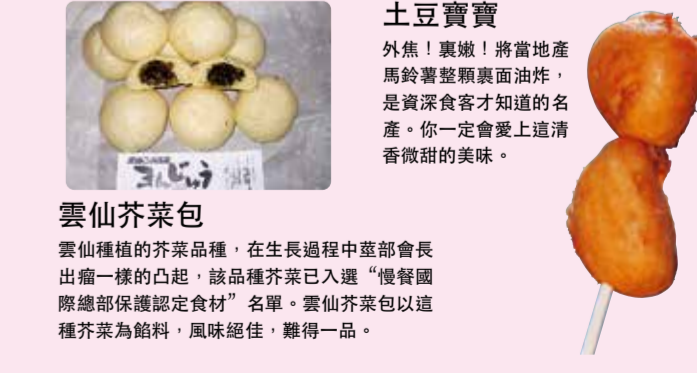 土豆寶寶
外焦！裏嫩！將當地產
馬鈴薯整顆裹面油炸，
是資深食客才知道的名
產。你一定會愛上這清
香微甜的美味。
まんじゅう
雲仙芥菜包
雲仙種植的芥菜品種，在生長過程中莖部會長
出瘤一樣的凸起，該品種芥菜已入選“慢餐國
際總部保護認定食材”名單。雲仙芥菜包以這
種芥菜為餡料，風味絕佳，難得一品。